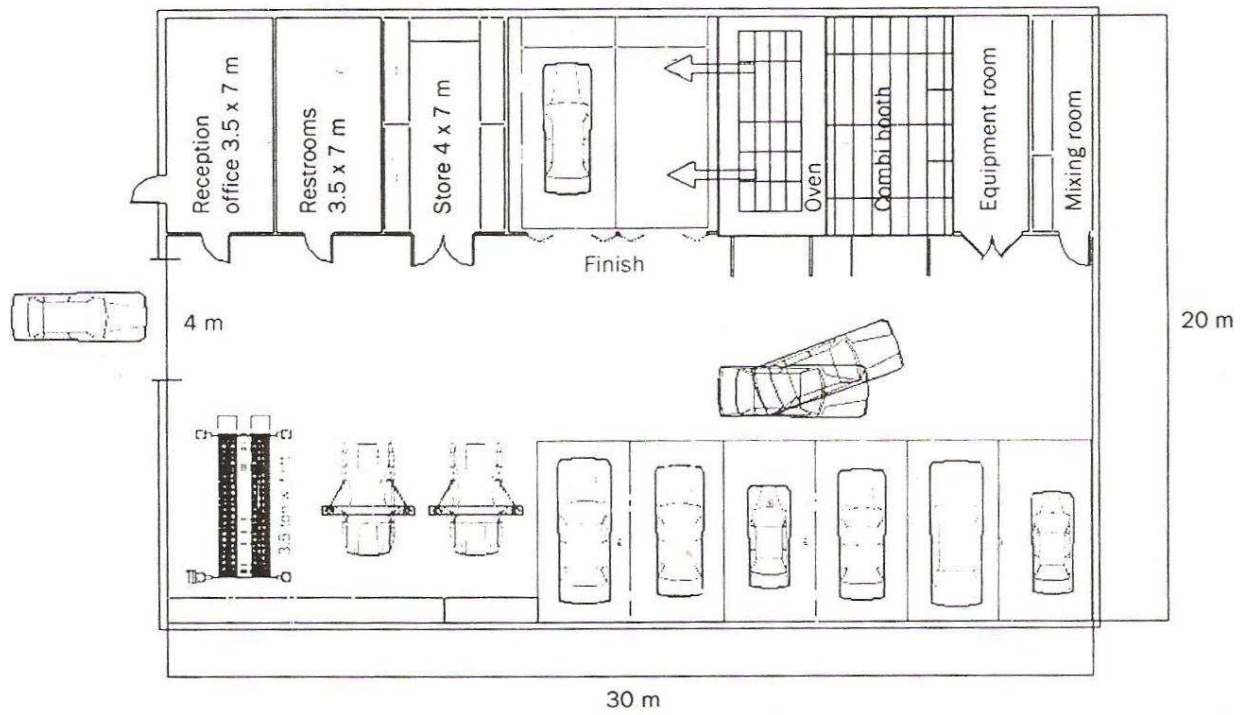 Reception
office 3.5 x 7 m
Restrooms
3.5 x 7 m
Store 4 x 7 m
Finish
Oven
Combi booth
Equipment room
Mixing room
4 m
20 m
30 m